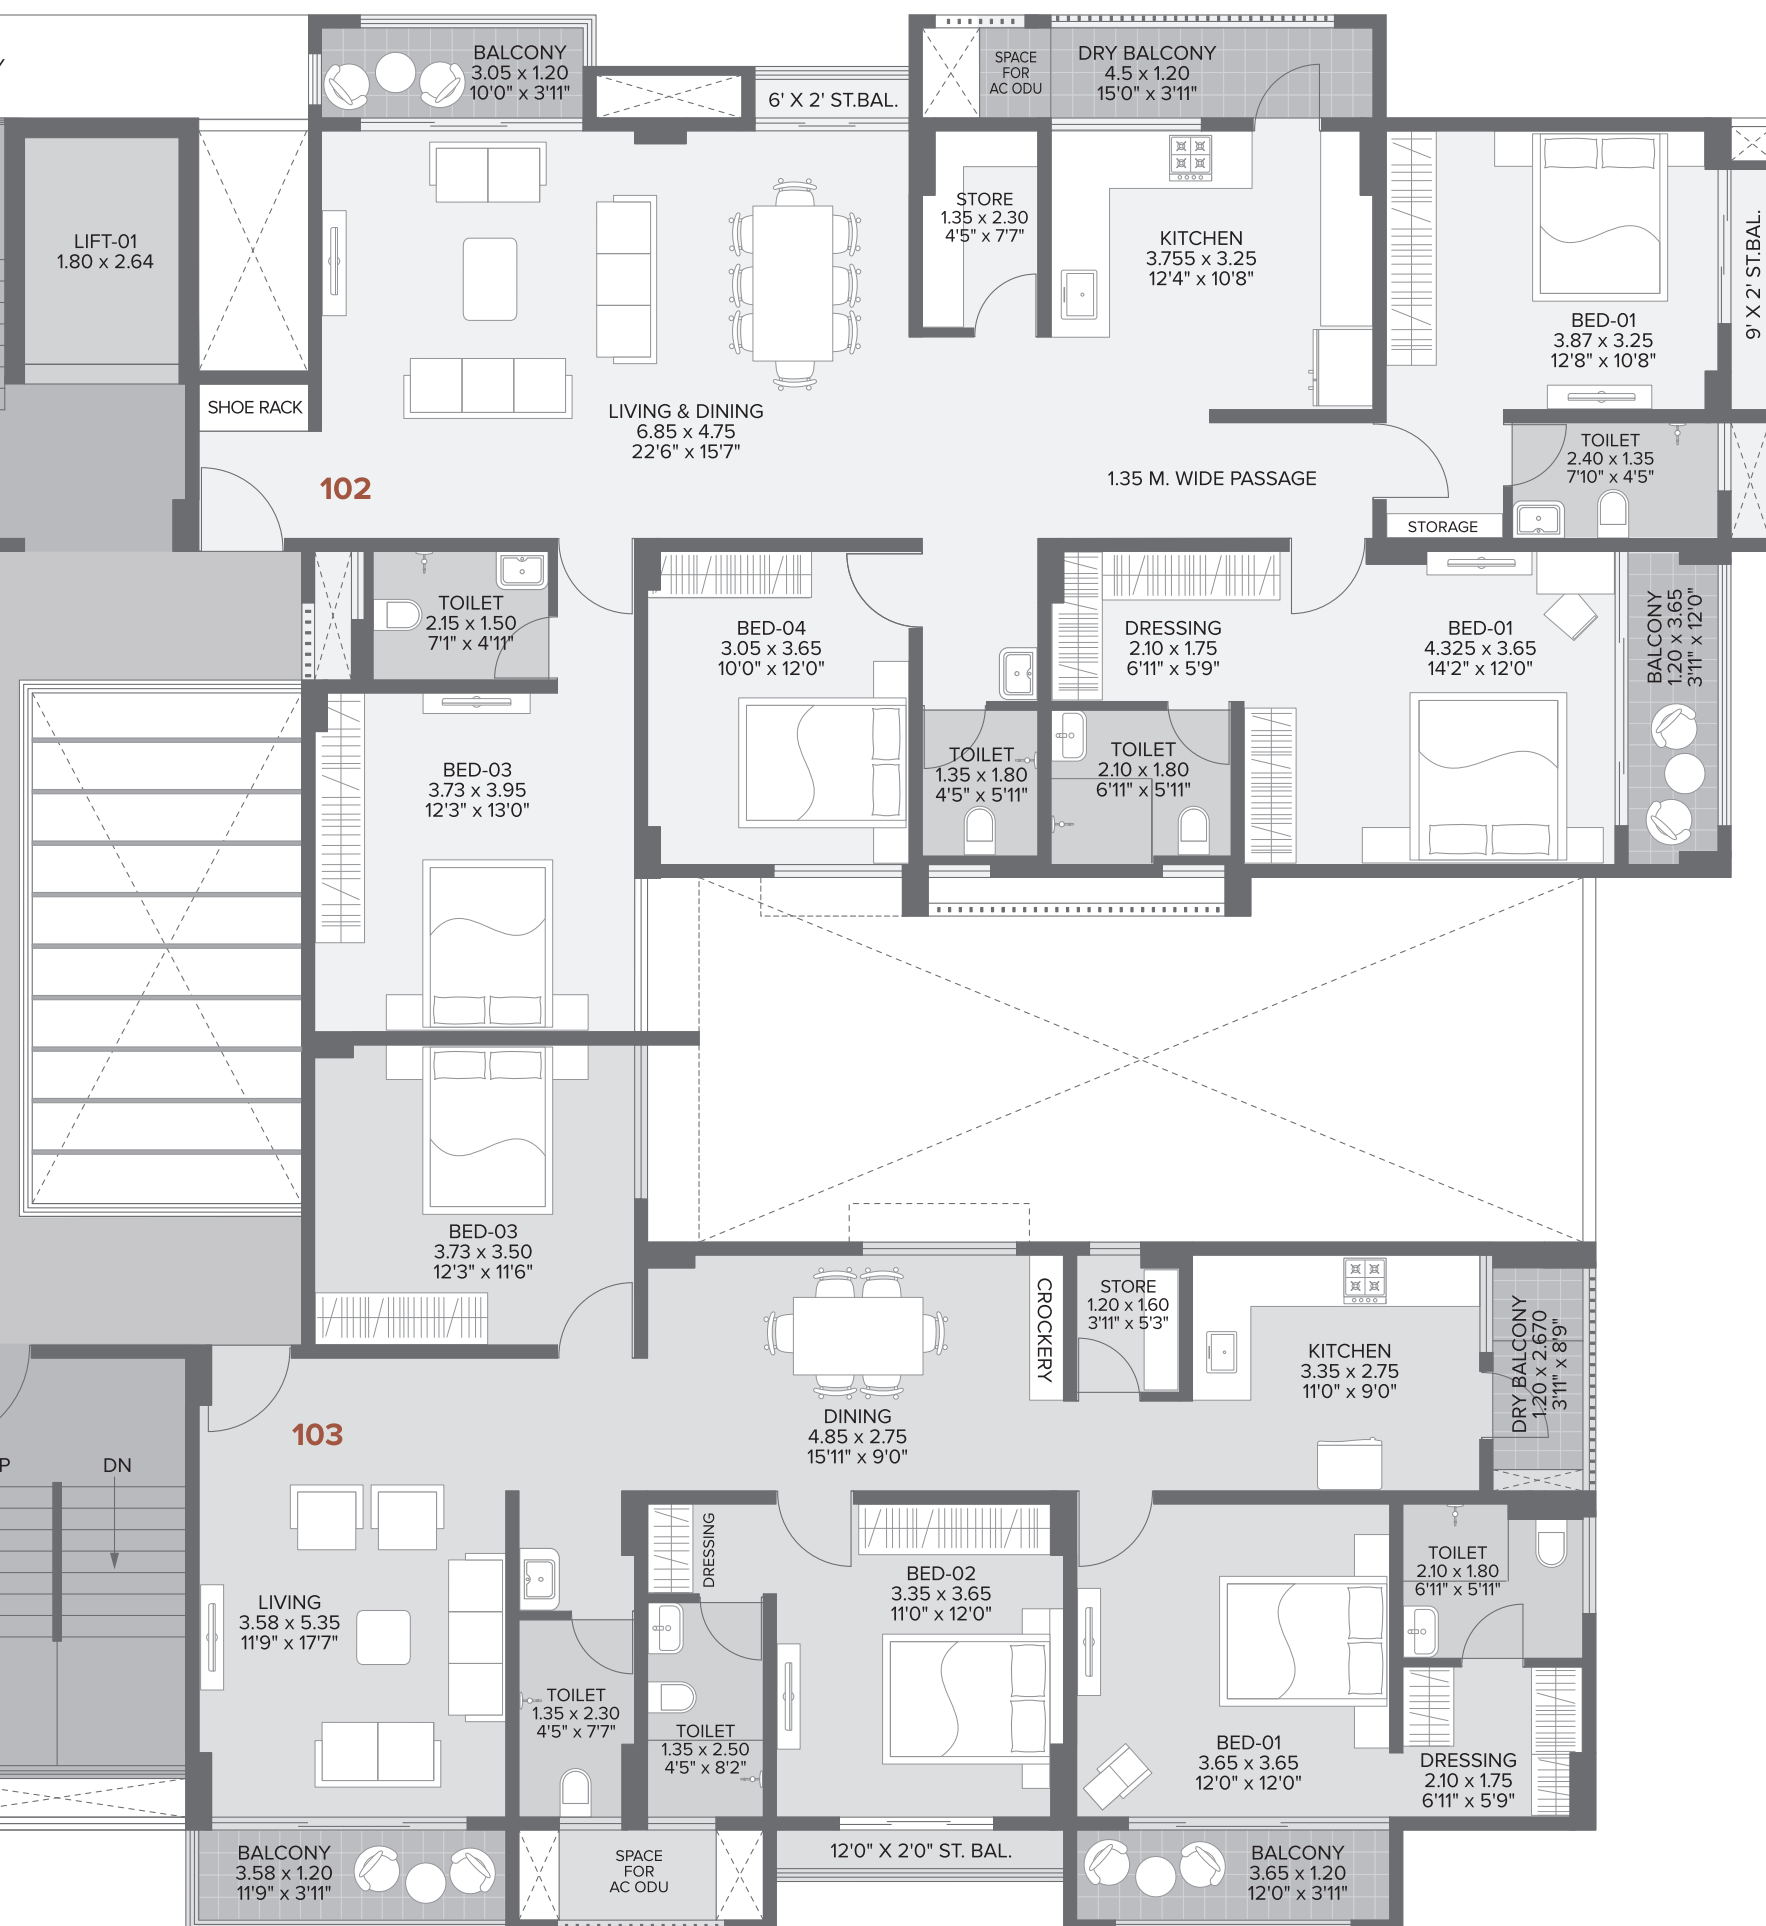 BALCONY
3.05 x 1.20
10'0" x 3'11"
6' X 2' ST.BAL.
SPACE
FOR
AC ODU
DRY BALCONY
4.5 x 1.20
15'0" x 3'11"
LIFT-01
1.80 x 2.64
STORE
1.35 x 2.30
4'5" x 7'7"
KITCHEN
3.755 x 3.25
12'4" x 10'8"
BED-01
3.87 x 3.25
12'8" x 10'8"
9' X 2' ST.BAL.
SHOE RACK
LIVING & DINING
6.85 x 4.75
22'6" x 15'7"
102
1.35 M. WIDE PASSAGE
TOILET
2.40 x 1.35
7'10" x 4'5"
STORAGE
TOILET
2.15 x 1.50
7'1" x 4'11"
BED-04
3.05 x 3.65
10'0" x 12'0"
DRESSING
2.10 x 1.75
6'11" x 5'9"
BED-01
4.325 x 3.65
14'2" x 12'0"
BALCONY
1.20 x 3.65
3'11" x 12'0"
BED-03
3.73 x 3.95
12'3" x 13'0"
TOILET
1.35 x 1.80
4'5" x 5'11"
TOILET
2.10 x 1.80
6'11" x 5'11"
BED-03
3.73 x 3.50
12'3" x 11'6"
CROCKERY
STORE
1.20 x 1.60
3'11" x 5'3"
KITCHEN
3.35 x 2.75
11'0" x 9'0"
DRY BALCONY
1.20 x 2.670
3'11" x 8'9"
103
DINING
4.85 x 2.75
15'11" x 9'0"
P
DN
DRESSING
BED-02
3.35 x 3.65
11'0" x 12'0"
TOILET
2.10 x 1.80
6'11" x 5'11"
LIVING
3.58 x 5.35
11'9" x 17'7"
TOILET
1.35 x 2.30
4'5" x 7'7"
TOILET
1.35 x 2.50
4'5" x 8'2"
BED-01
3.65 x 3.65
12'0" x 12'0"
DRESSING
2.10 x 1.75
6'11" x 5'9"
BALCONY
3.58 x 1.20
11'9" x 3'11"
SPACE
FOR
AC ODU
12'0" X 2'0" ST. BAL.
BALCONY
3.65 x 1.20
12'0" x 3'11"